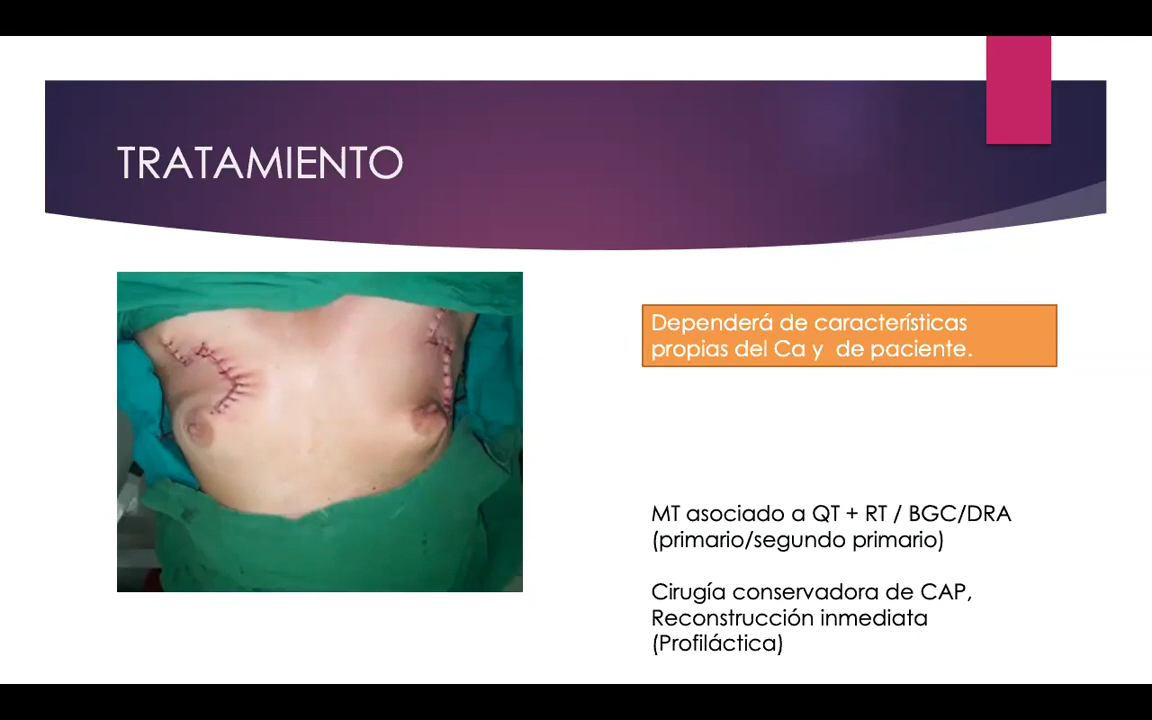 TRATAMIENTO
Dependerá de características
propias del Ca y de paciente.
MT asociado a QT + RT / BGC/DRA
(primario/segundo primario)
Cirugía conservadora de CAP,
Reconstrucción inmediata
(Profiláctica)